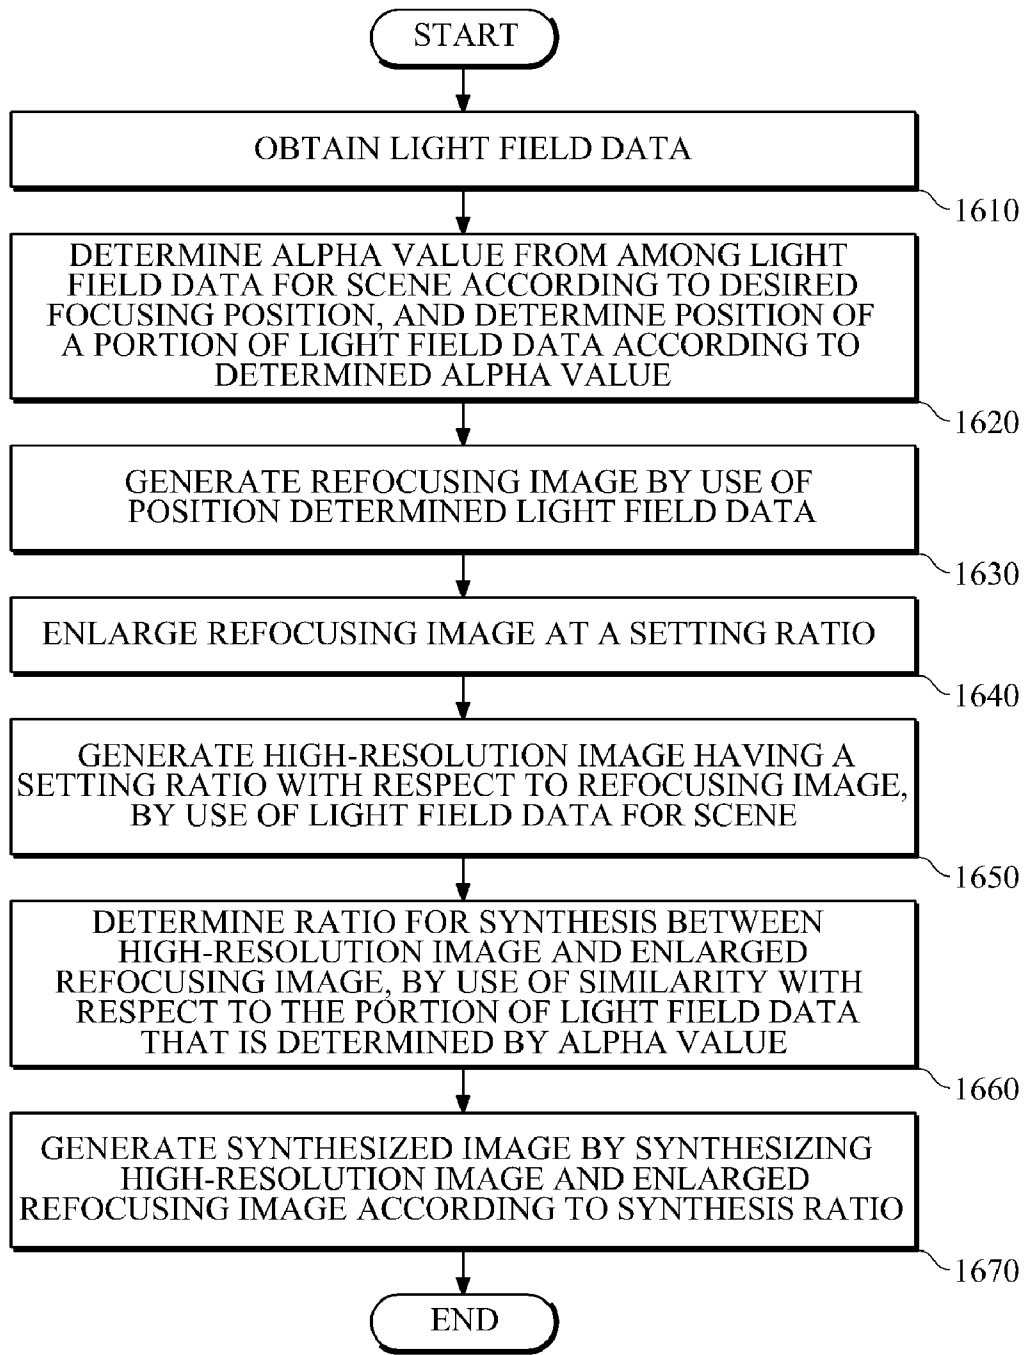 START
OBTAIN LIGHT FIELD DATA
1610
DETERMINE ALPHA VALUE FROM AMONG LIGHT
FIELD DATA FOR SCENE ACCORDING TO DESIRED
FOCUSING POSITION, AND DETERMINE POSITION OF
A PORTION OF LIGHT FIELD DATA ACCORDING TO
DETERMINED ALPHA VALUE
1620
GENERATE REFOCUSING IMAGE BY USE OF
POSITION DETERMINED LIGHT FIELD DATA
1630
ENLARGE REFOCUSING IMAGE AT A SETTING RATIO
1640
GENERATE HIGH-RESOLUTION IMAGE HAVING A
SETTING RATIO WITH RESPECT TO REFOCUSING IMAGE,
BY USE OF LIGHT FIELD DATA FOR SCENE
1650
DETERMINE RATIO FOR SYNTHESIS BETWEEN
HIGH-RESOLUTION IMAGE AND ENLARGED
REFOCUSING IMAGE, BY USE OF SIMILARITY WITH
RESPECT TO THE PORTION OF LIGHT FIELD DATA
THAT IS DETERMINED BY ALPHA VALUE
1660
GENERATE SYNTHESIZED IMAGE BY SYNTHESIZING
HIGH-RESOLUTION IMAGE AND ENLARGED
REFOCUSING IMAGE ACCORDING TO SYNTHESIS RATIO
1670
END